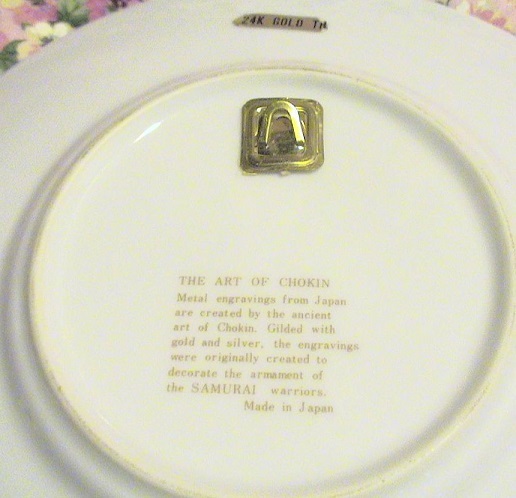 24K GOLD
THE ART OF CHOKIN
Metal engravings from Japan
are created by the ancient
art of Chokin. Gilded with
gold and silver, the engravings
were originally created to
decorate the armament of
the SAMURAI warriors.
Made in Japan